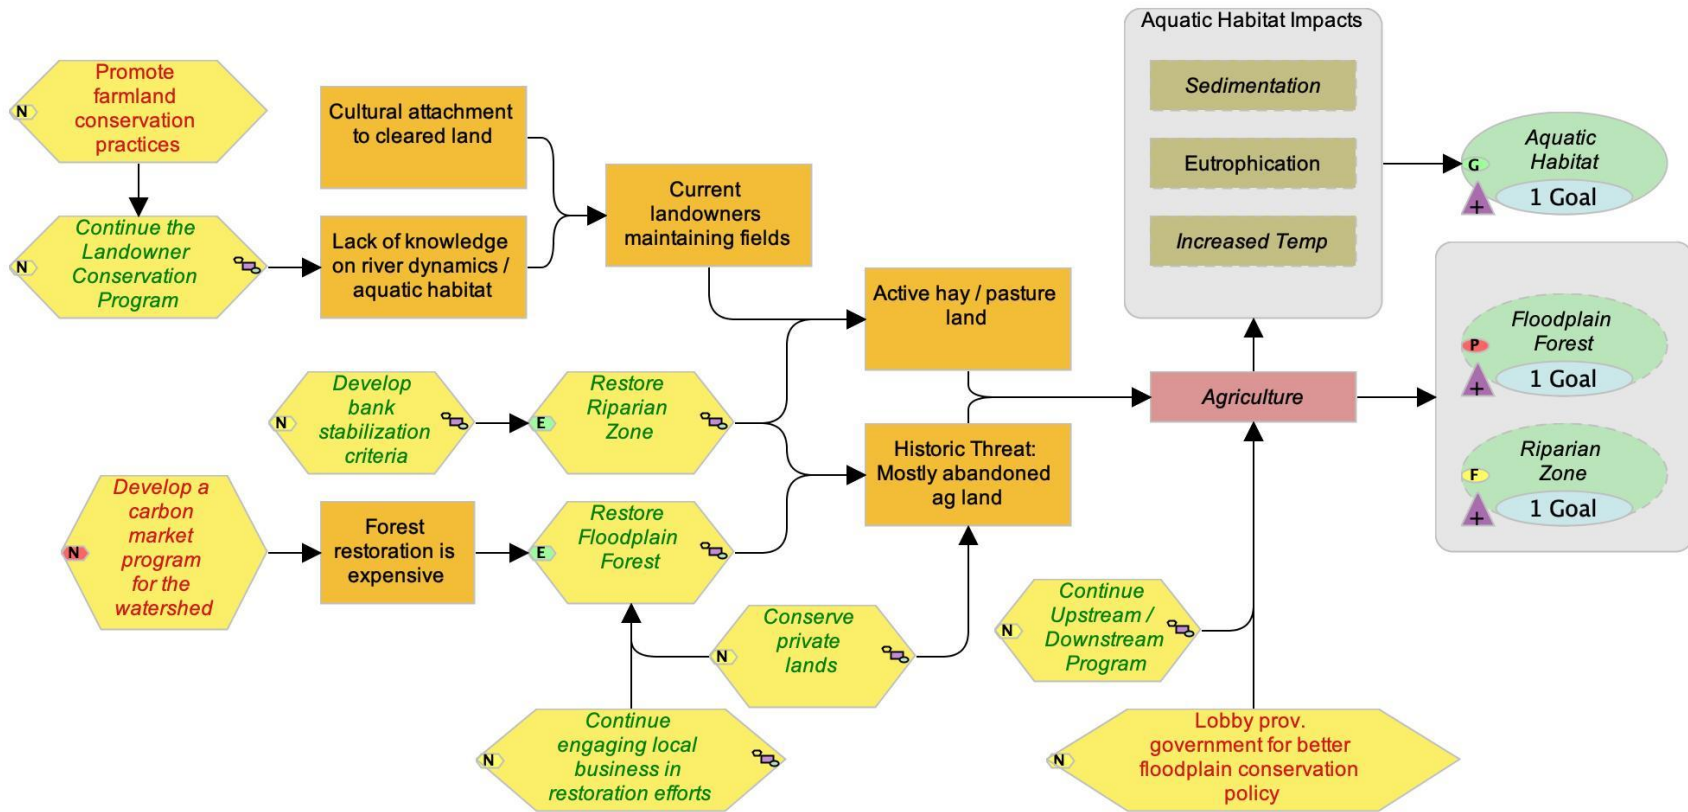 Promote
farmland
conservation
practices
N
Continue the
Landowner
Conservation
Program
N
Cultural attachment
to cleared land
Lack of knowledge
on river dynamics /
aquatic habitat
Current
landowners
maintaining fields
Develop
bank
stabilization
criteria
N
Restore
Riparian
Zone
E
Develop a
carbon
market
program
for the
watershed
N
Forest
restoration is
expensive
Restore
Floodplain
Forest
E
Active hay / pasture
land
Historic Threat:
Mostly abandoned
ag land
Conserve
private
lands
N
Continue
engaging local
business in
restoration efforts
N
Continue
Upstream /
Downstream
Program
N
Lobby prov.
government for better
floodplain conservation
policy
N
Agriculture
Aquatic Habitat Impacts
Sedimentation
Eutrophication
Increased Temp
Aquatic
Habitat
G
+
1 Goal
Floodplain
Forest
P
+
1 Goal
Riparian
Zone
F
+
1 Goal